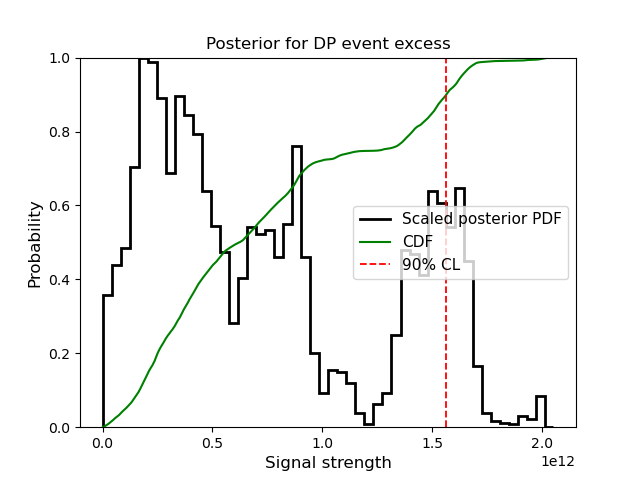 Posterior for DP event excess
Probability
1.0
0.8
0.6
0.4
0.2
0.0
Scaled posterior PDF
CDF
90% CL
0.0 0.5 1.0 1.5 2.0
1e12
Signal strength